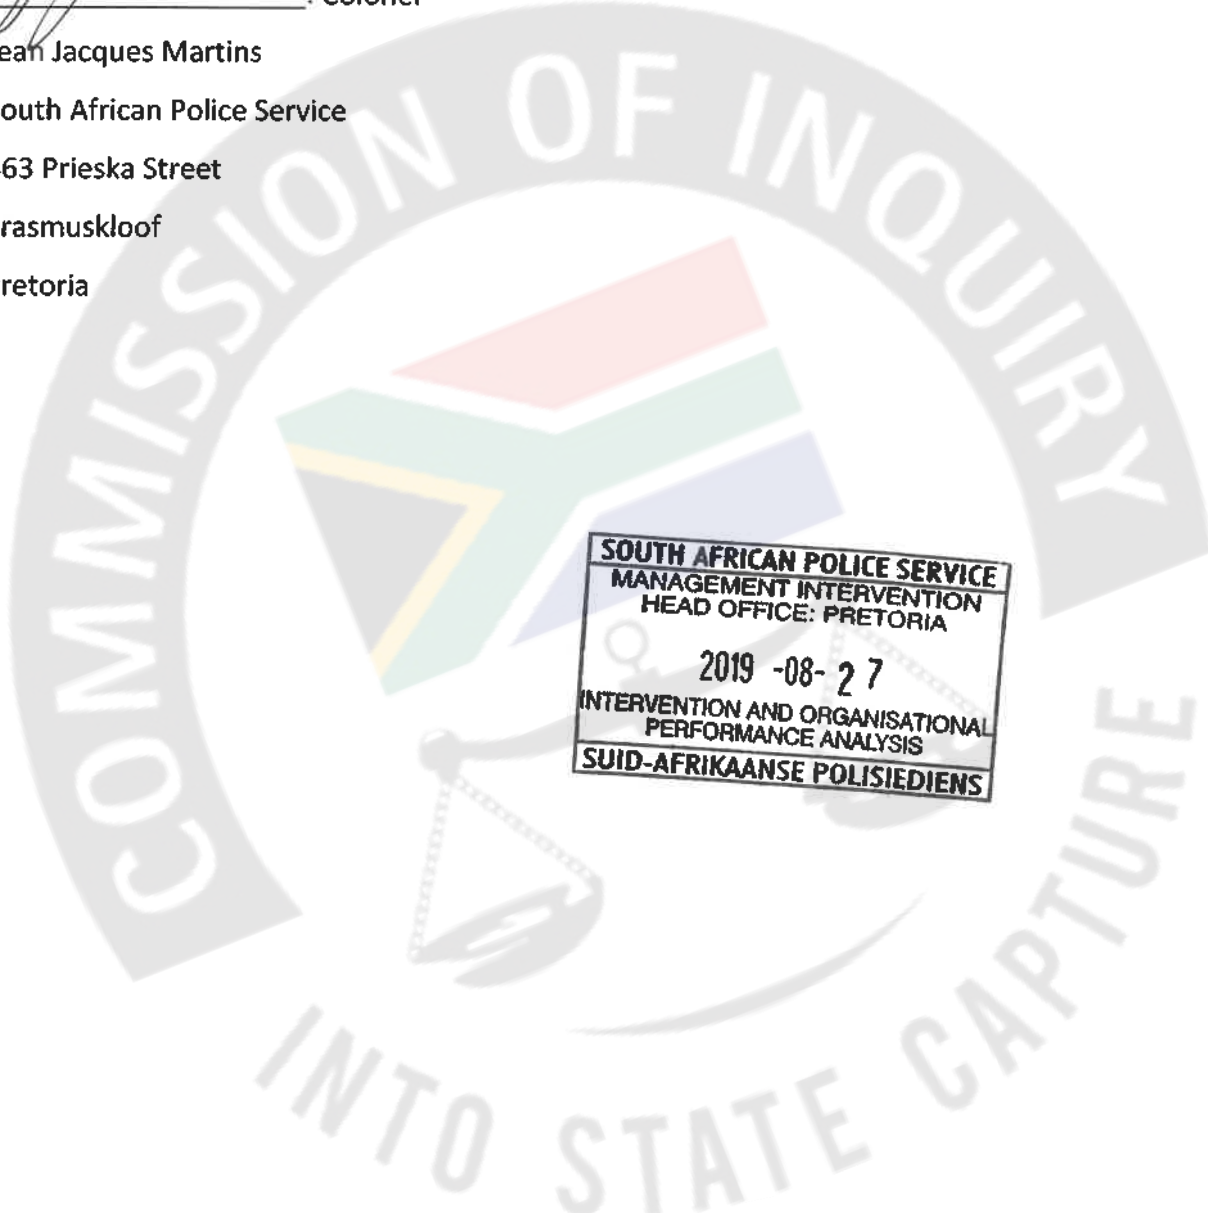 : Colonel
ean Jacques Martins
outh African Police Service
63 Prieska Street
rasmuskloof
retoria
COMMISSION OF INQUIRY
INTO STATE CAPTURE
SOUTH AFRICAN POLICE SERVICE
MANAGEMENT INTERVENTION
HEAD OFFICE: PRETORIA
2019 -08- 27
INTERVENTION AND ORGANISATIONAL
PERFORMANCE ANALYSIS
SUID-AFRIKAANSE POLISIEDIENS